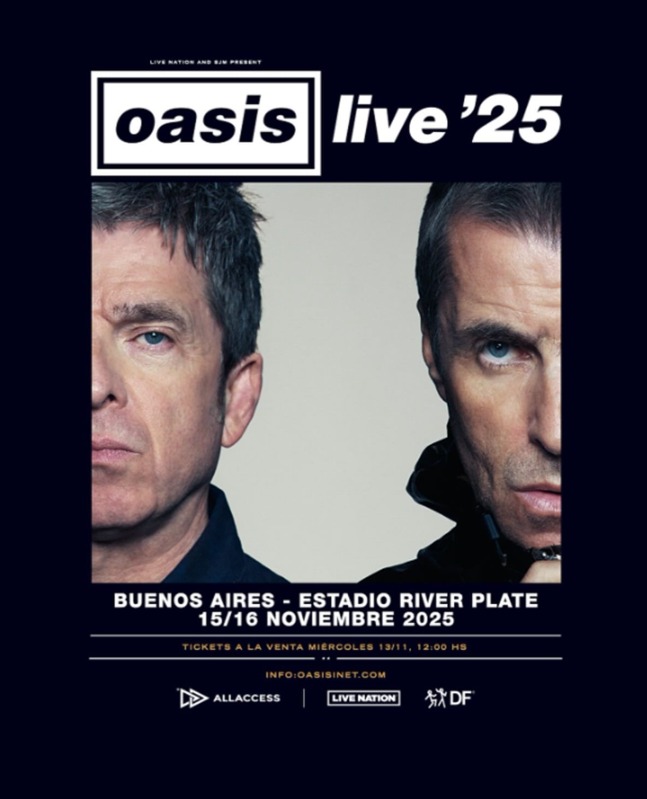 LIVE NATION AND SJM PRESENT
oasis live '25
BUENOS AIRES - ESTADIO RIVER PLATE
15/16 NOVIEMBRE 2025
TICKETS A LA VENTA MIÉRCOLES 13/11, 12:00 HS
INFO:OASISINET.COM
ALLACCESS | LIVE NATION DF